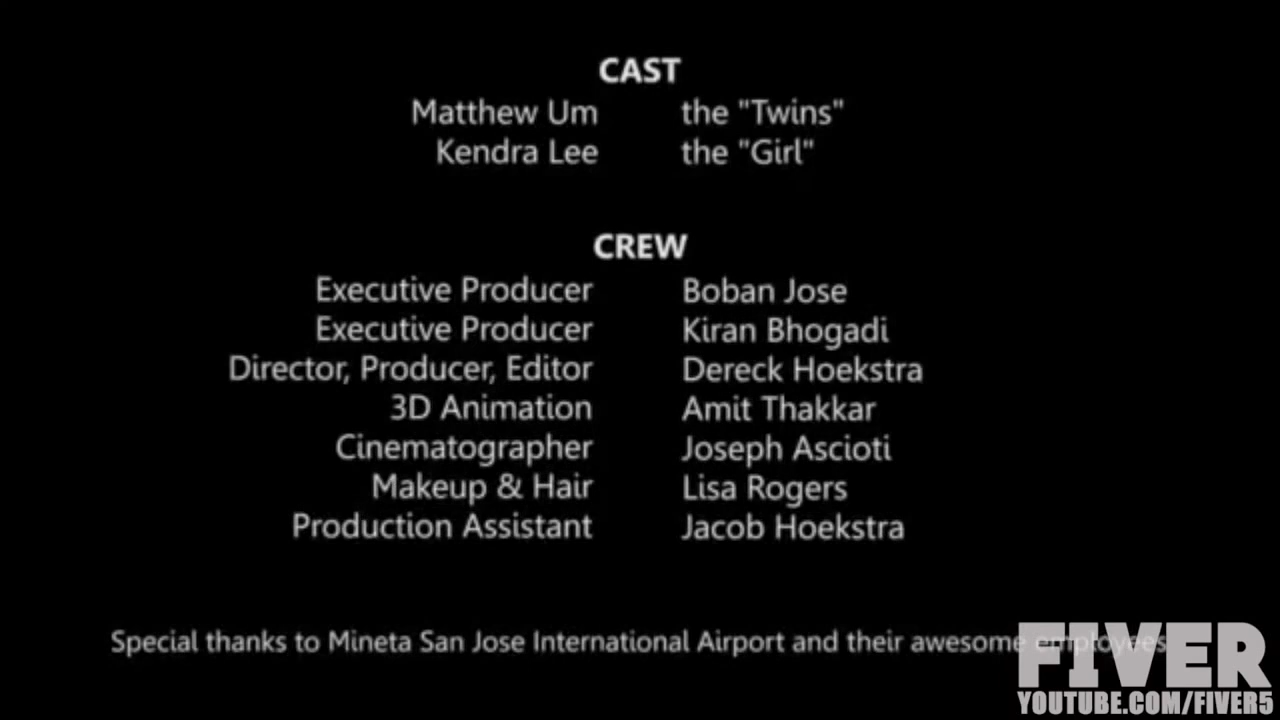 CAST
Matthew Um the "Twins"
Kendra Lee the "Girl"
CREW
Executive Producer Boban Jose
Executive Producer Kiran Bhogadi
Director, Producer, Editor Dereck Hoekstra
3D Animation Amit Thakkar
Cinematographer Joseph Ascioti
Makeup & Hair Lisa Rogers
Production Assistant Jacob Hoekstra
Special thanks to Mineta San Jose International Airport and their awesome employees
FIVER
YOUTUBE.COM/FIVER5